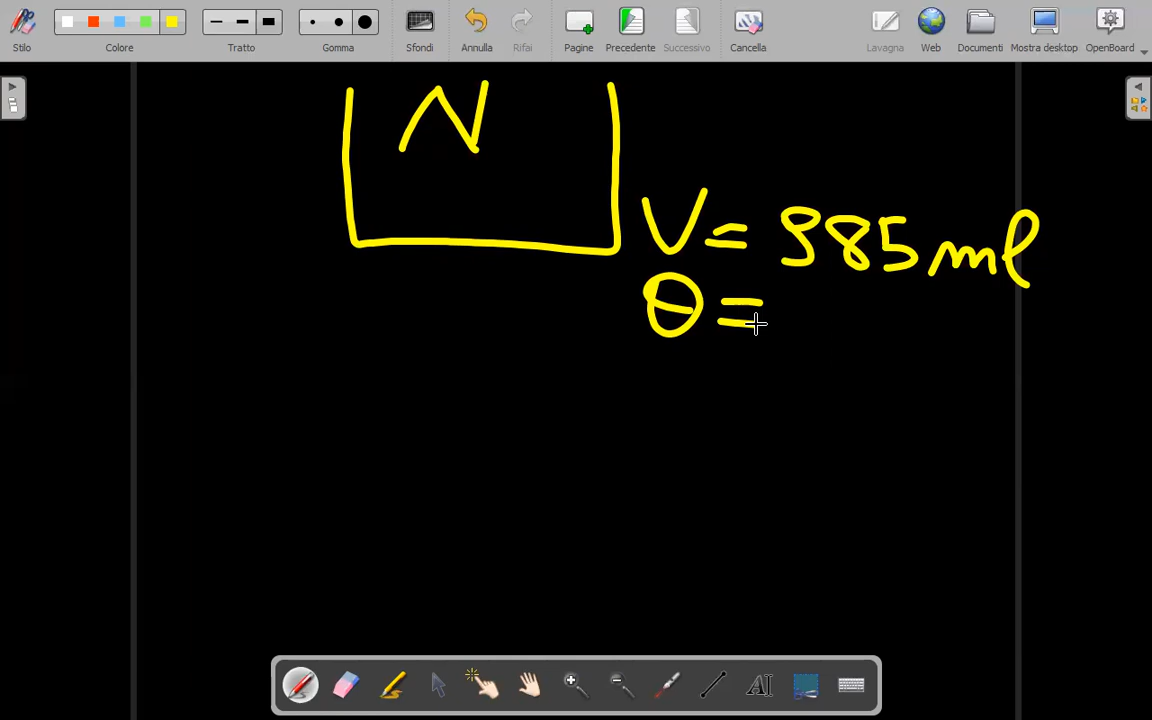 Stilo Colore Tratto Gomma Sfondi Annulla Rifai Pagine Precedente Successivo Cancella Lavagna Web Documenti Mostra desktop OpenBoard
N
V = 985 ml
θ =
AI